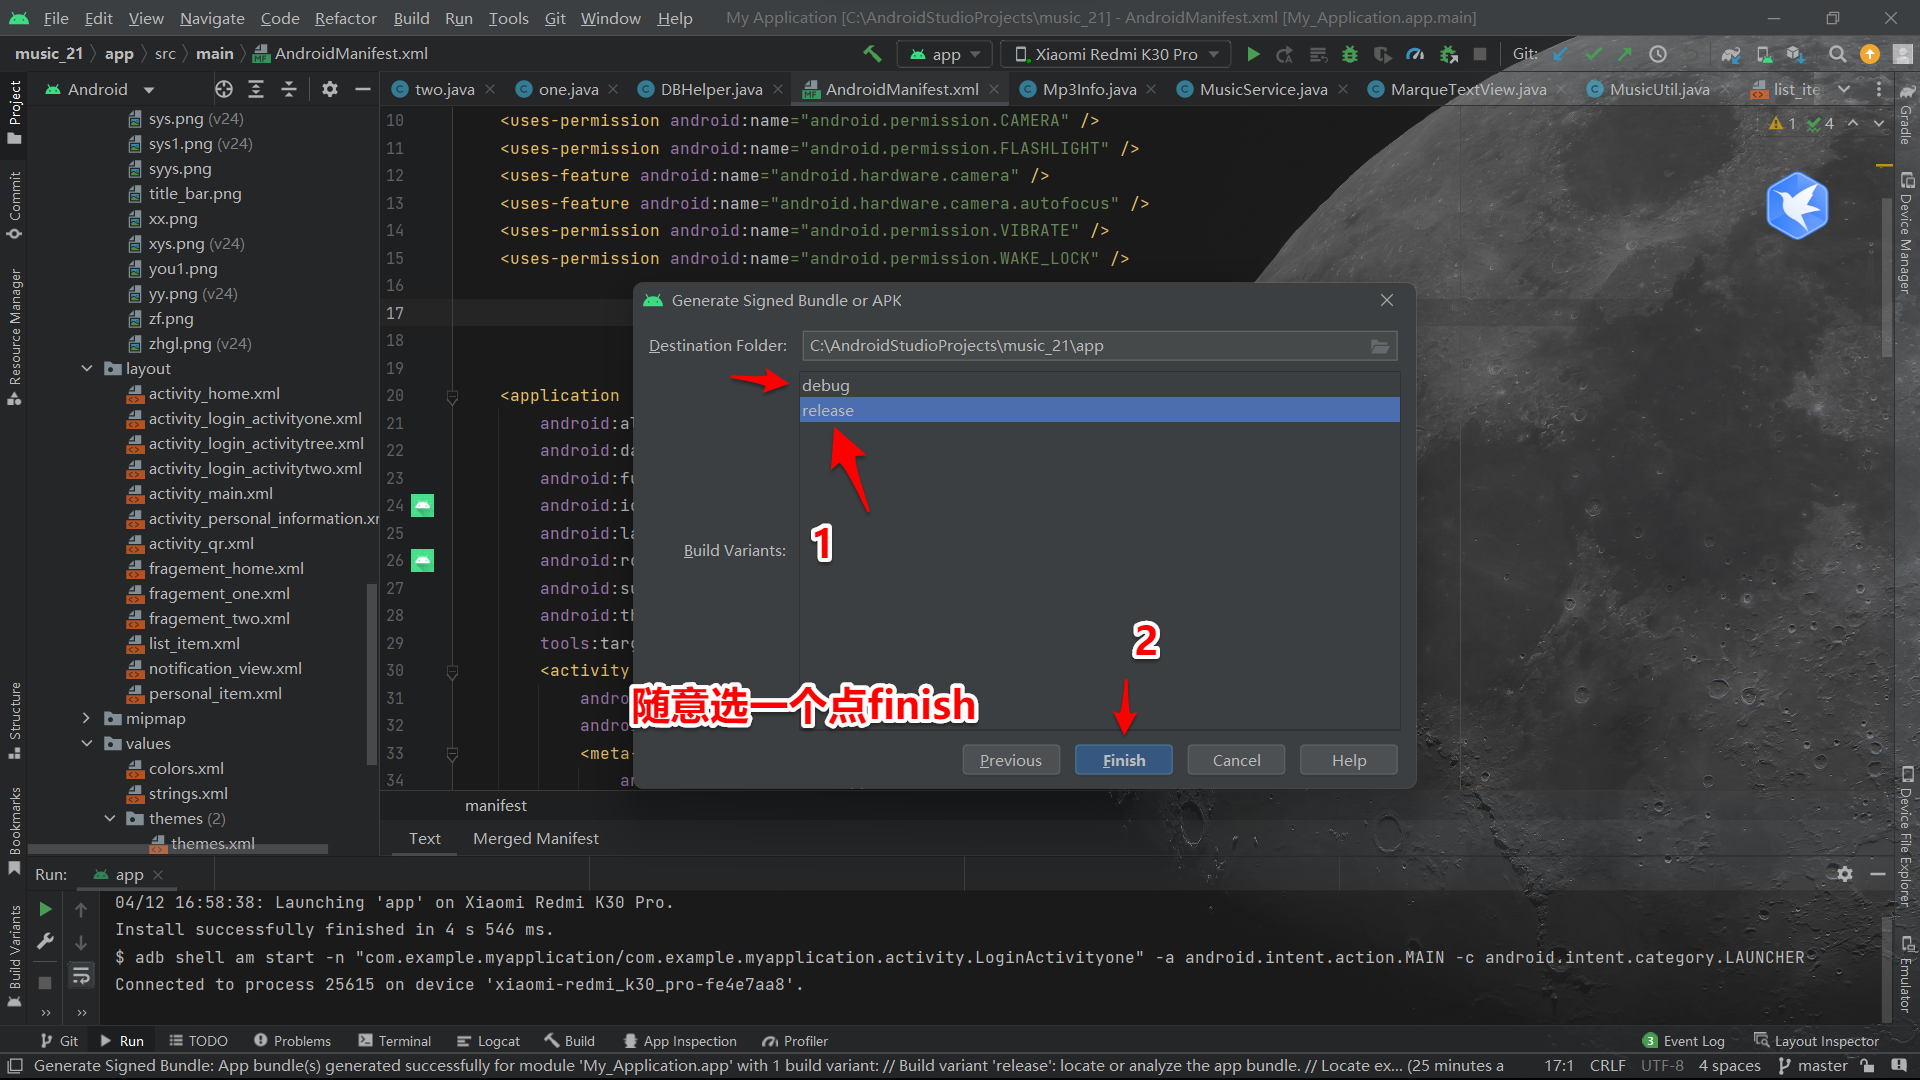 File Edit View Navigate Code Refactor Build Run Tools Git Window Help My Application [C:\AndroidStudioProjects\music_21] - AndroidManifest.xml [My_Application.app.main]
music_21 app src main AndroidManifest.xml app Xiaomi Redmi K30 Pro Git:
Android two.java one.java DBHelper.java AndroidManifest.xml Mp3Info.java MusicService.java MarqueTextView.java MusicUtil.java list_ite
1 4
Project
Commit
Resource Manager
Structure
Bookmarks
Build Variants
sys.png (v24)
sys1.png (v24)
syys.png
title_bar.png
xx.png
xys.png (v24)
you1.png
yy.png (v24)
zf.png
zhgl.png (v24)
layout
activity_home.xml
activity_login_activityone.xml
activity_login_activitytree.xml
activity_login_activitytwo.xml
activity_main.xml
activity_personal_information.xr
activity_qr.xml
fragement_home.xml
fragement_one.xml
fragement_two.xml
list_item.xml
notification_view.xml
personal_item.xml
mipmap
values
colors.xml
strings.xml
themes (2)
themes.xml
10 <uses-permission android:name="android.permission.CAMERA" />
11 <uses-permission android:name="android.permission.FLASHLIGHT" />
12 <uses-feature android:name="android.hardware.camera" />
13 <uses-feature android:name="android.hardware.camera.autofocus" />
14 <uses-permission android:name="android.permission.VIBRATE" />
15 <uses-permission android:name="android.permission.WAKE_LOCK" />
16
17
18
19
20 <application
21 android:al
22 android:da
23 android:fu
24 android:ic
25 android:la
26 android:ro
27 android:su
28 android:th
29 tools:targ
30 <activity
31 andro
32 andro
33 <meta-
34 an
Generate Signed Bundle or APK
Destination Folder: C:\AndroidStudioProjects\music_21\app
debug
release
1
Build Variants:
2
随意选一个点finish
Previous Finish Cancel Help
manifest
Text Merged Manifest
Gradle
Device Manager
Device File Explorer
Emulator
Run: app
04/12 16:58:38: Launching 'app' on Xiaomi Redmi K30 Pro.
Install successfully finished in 4 s 546 ms.
$ adb shell am start -n "com.example.myapplication/com.example.myapplication.activity.LoginActivityone" -a android.intent.action.MAIN -c android.intent.category.LAUNCHER
Connected to process 25615 on device 'xiaomi-redmi_k30_pro-fe4e7aa8'.
Git Run TODO Problems Terminal Logcat Build App Inspection Profiler 3 Event Log Layout Inspector
Generate Signed Bundle: App bundle(s) generated successfully for module 'My_Application.app' with 1 build variant: // Build variant 'release': locate or analyze the app bundle. // Locate ex... (25 minutes a 17:1 CRLF UTF-8 4 spaces master